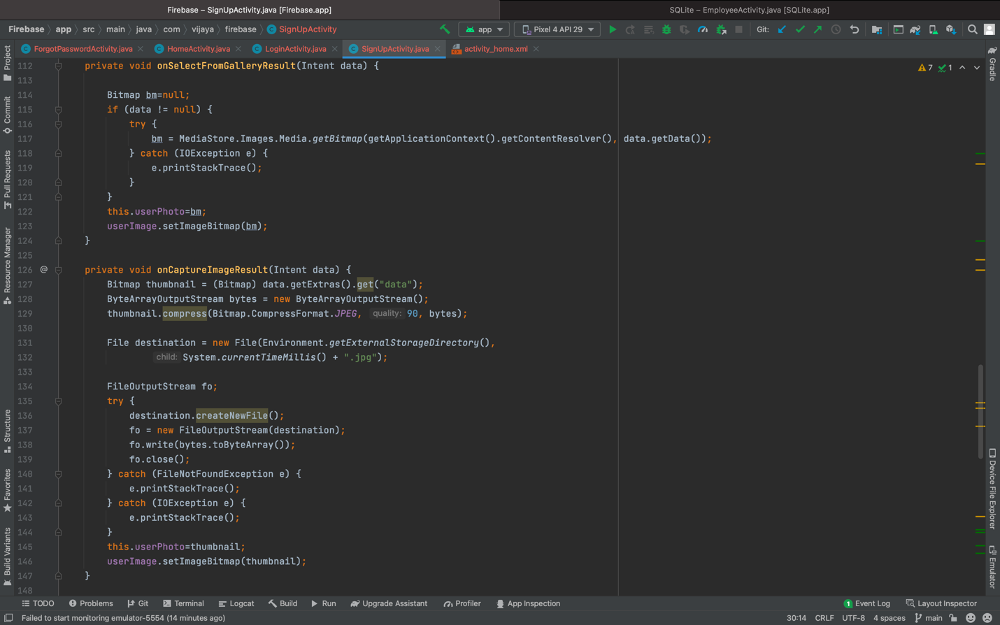 Firebase – SignUpActivity.java [Firebase.app]
SQLite – EmployeeActivity.java [SQLite.app]
Firebase 〉 app 〉 src 〉 main 〉 java 〉 com 〉 vijaya 〉 firebase 〉 SignUpActivity
app
Pixel 4 API 29
Git:
ForgotPasswordActivity.java
HomeActivity.java
LoginActivity.java
SignUpActivity.java
activity_home.xml
Project
Commit
Pull Requests
Resource Manager
Structure
Favorites
Build Variants
Gradle
Device File Explorer
Emulator
7 1
112 private void onSelectFromGalleryResult(Intent data) {
113
114 Bitmap bm=null;
115 if (data != null) {
116 try {
117 bm = MediaStore.Images.Media.getBitmap(getApplicationContext().getContentResolver(), data.getData());
118 } catch (IOException e) {
119 e.printStackTrace();
120 }
121 }
122 this.userPhoto=bm;
123 userImage.setImageBitmap(bm);
124 }
125
126 @ private void onCaptureImageResult(Intent data) {
127 Bitmap thumbnail = (Bitmap) data.getExtras().get("data");
128 ByteArrayOutputStream bytes = new ByteArrayOutputStream();
129 thumbnail.compress(Bitmap.CompressFormat.JPEG, quality: 90, bytes);
130
131 File destination = new File(Environment.getExternalStorageDirectory(),
132 child: System.currentTimeMillis() + ".jpg");
133
134 FileOutputStream fo;
135 try {
136 destination.createNewFile();
137 fo = new FileOutputStream(destination);
138 fo.write(bytes.toByteArray());
139 fo.close();
140 } catch (FileNotFoundException e) {
141 e.printStackTrace();
142 } catch (IOException e) {
143 e.printStackTrace();
144 }
145 this.userPhoto=thumbnail;
146 userImage.setImageBitmap(thumbnail);
147 }
148
TODO Problems Git Terminal Logcat Build Run Upgrade Assistant Profiler App Inspection 1 Event Log Layout Inspector
Failed to start monitoring emulator-5554 (14 minutes ago) 30:14 CRLF UTF-8 4 spaces main